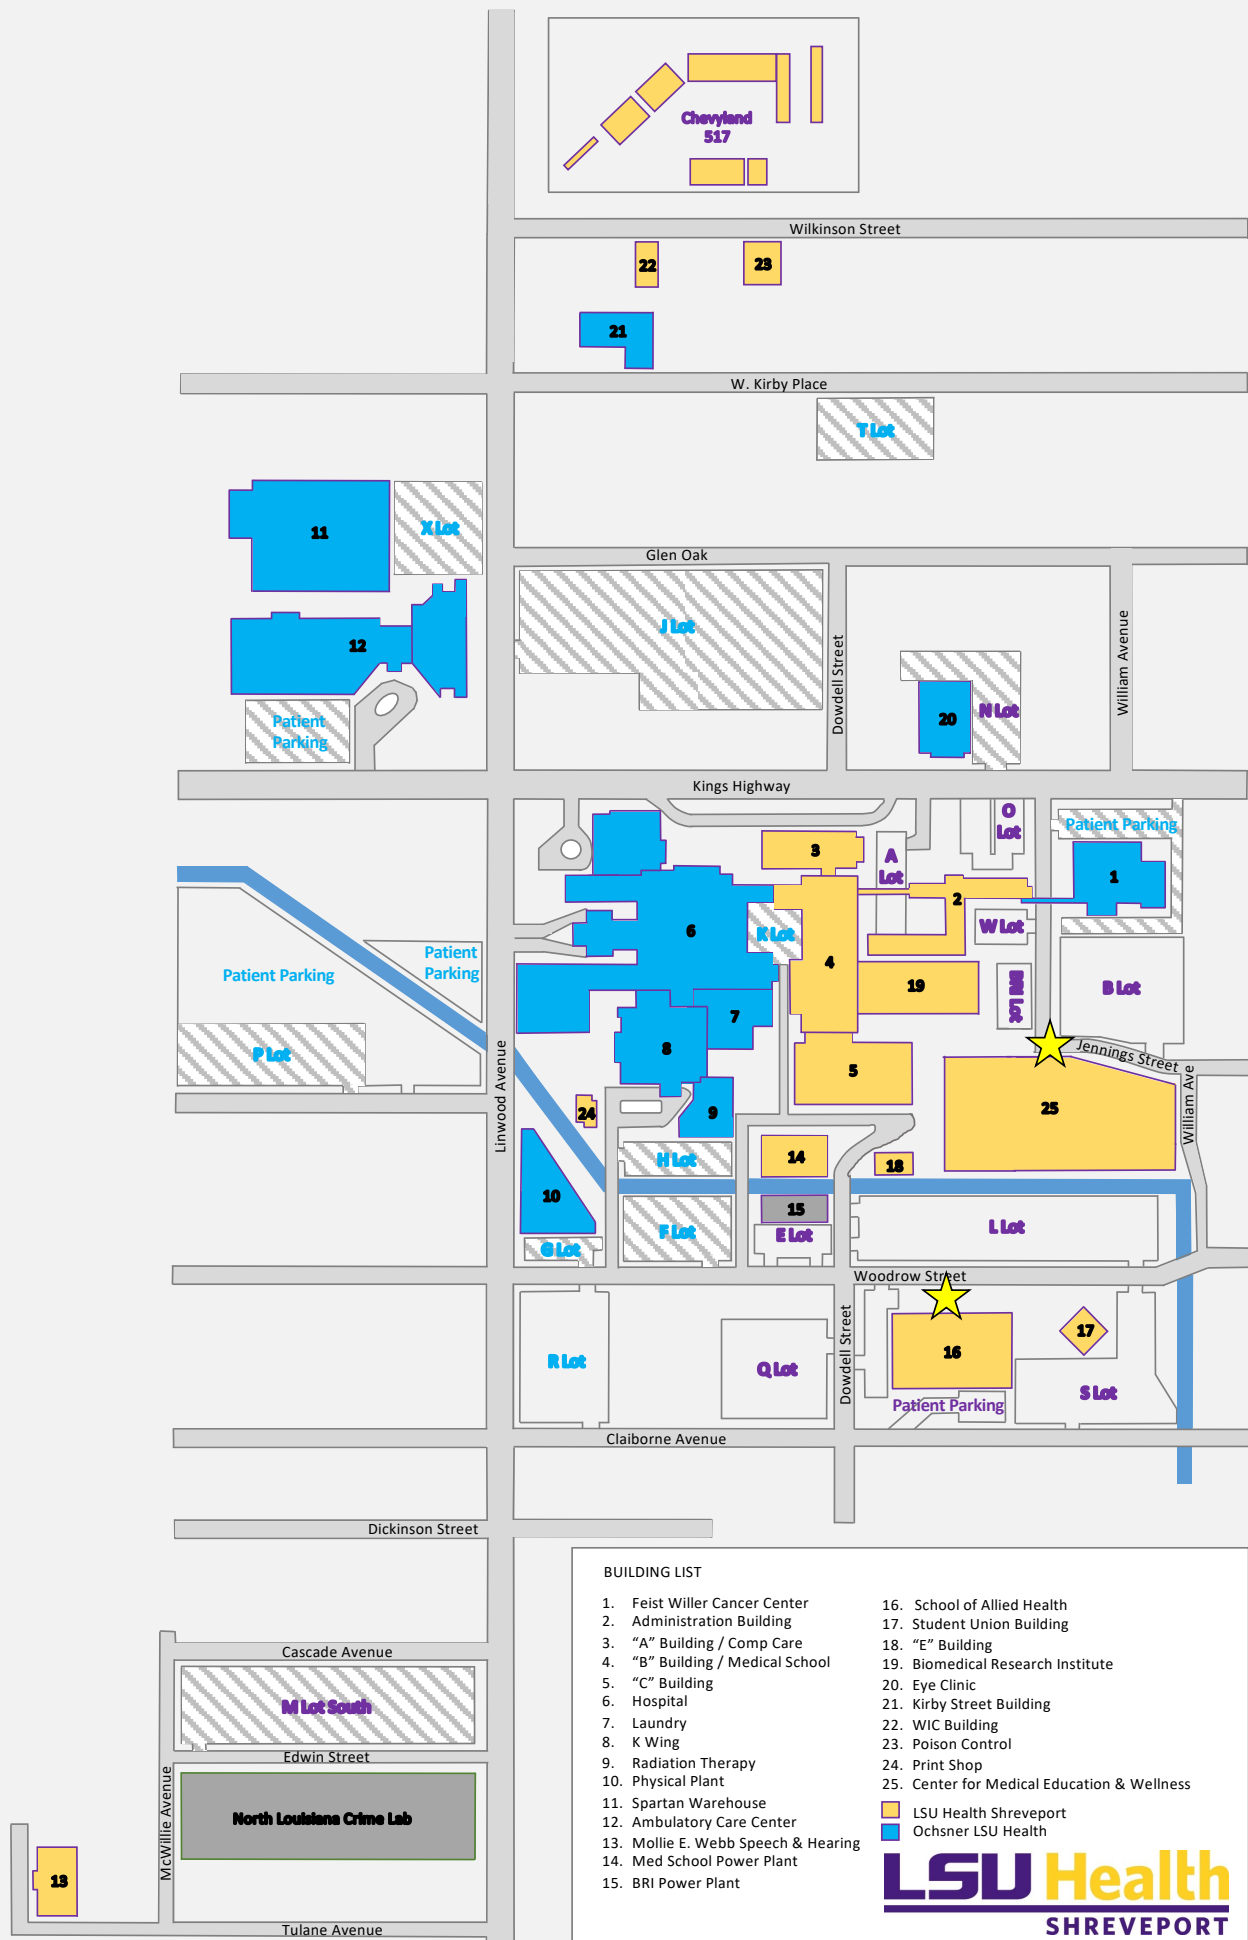 Chevyland
517
Wilkinson Street
22
23
21
W. Kirby Place
T Lot
11
X Lot
Glen Oak
J Lot
12
Dowdell Street
William Avenue
20
N Lot
Patient
Parking
Kings Highway
O
Lot
Patient Parking
3
A
Lot
1
2
6
K Lot
W Lot
4
Patient
Parking
Patient Parking
19
BRI Lot
B Lot
7
8
P Lot
Jennings Street
5
Linwood Avenue
24
9
25
William Ave
H Lot
14
18
10
15
F Lot
E Lot
L Lot
G Lot
Woodrow Street
17
16
R Lot
Q Lot
Dowdell Street
S Lot
Patient Parking
Claiborne Avenue
Dickinson Street
Cascade Avenue
M Lot South
Edwin Street
McWillie Avenue
North Louisiana Crime Lab
13
Tulane Avenue
BUILDING LIST
1. Feist Willer Cancer Center
2. Administration Building
3. “A” Building / Comp Care
4. “B” Building / Medical School
5. “C” Building
6. Hospital
7. Laundry
8. K Wing
9. Radiation Therapy
10. Physical Plant
11. Spartan Warehouse
12. Ambulatory Care Center
13. Mollie E. Webb Speech & Hearing
14. Med School Power Plant
15. BRI Power Plant
16. School of Allied Health
17. Student Union Building
18. “E” Building
19. Biomedical Research Institute
20. Eye Clinic
21. Kirby Street Building
22. WIC Building
23. Poison Control
24. Print Shop
25. Center for Medical Education & Wellness
LSU Health Shreveport
Ochsner LSU Health
LSU Health
SHREVEPORT